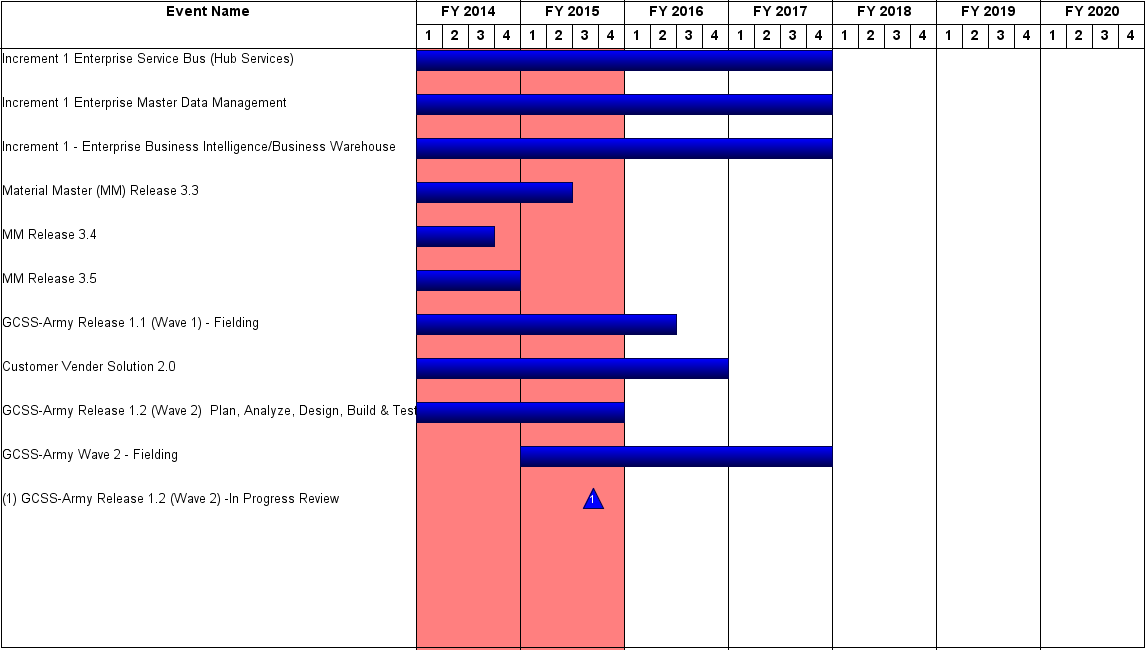 Event Name FY 2014 FY 2015 FY 2016 FY 2017 FY 2018 FY 2019 FY 2020
1 2 3 4 1 2 3 4 1 2 3 4 1 2 3 4 1 2 3 4 1 2 3 4 1 2 3 4
Increment 1 Enterprise Service Bus (Hub Services)
Increment 1 Enterprise Master Data Management
Increment 1 - Enterprise Business Intelligence/Business Warehouse
Material Master (MM) Release 3.3
MM Release 3.4
MM Release 3.5
GCSS-Army Release 1.1 (Wave 1) - Fielding
Customer Vender Solution 2.0
GCSS-Army Release 1.2 (Wave 2)  Plan, Analyze, Design, Build & Test
GCSS-Army Wave 2 - Fielding
(1) GCSS-Army Release 1.2 (Wave 2) -In Progress Review 1